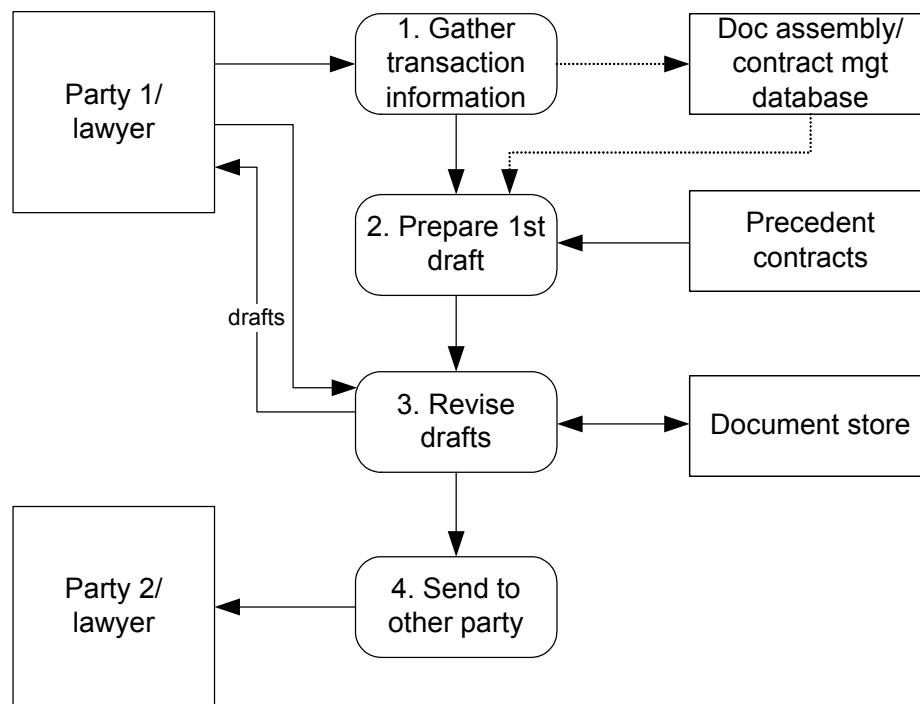 1. Gather
transaction
information
Doc assembly/
contract mgt
database
Party 1/
lawyer
2. Prepare 1st
draft
Precedent
contracts
drafts
3. Revise
drafts
Document store
Party 2/
lawyer
4. Send to
other party